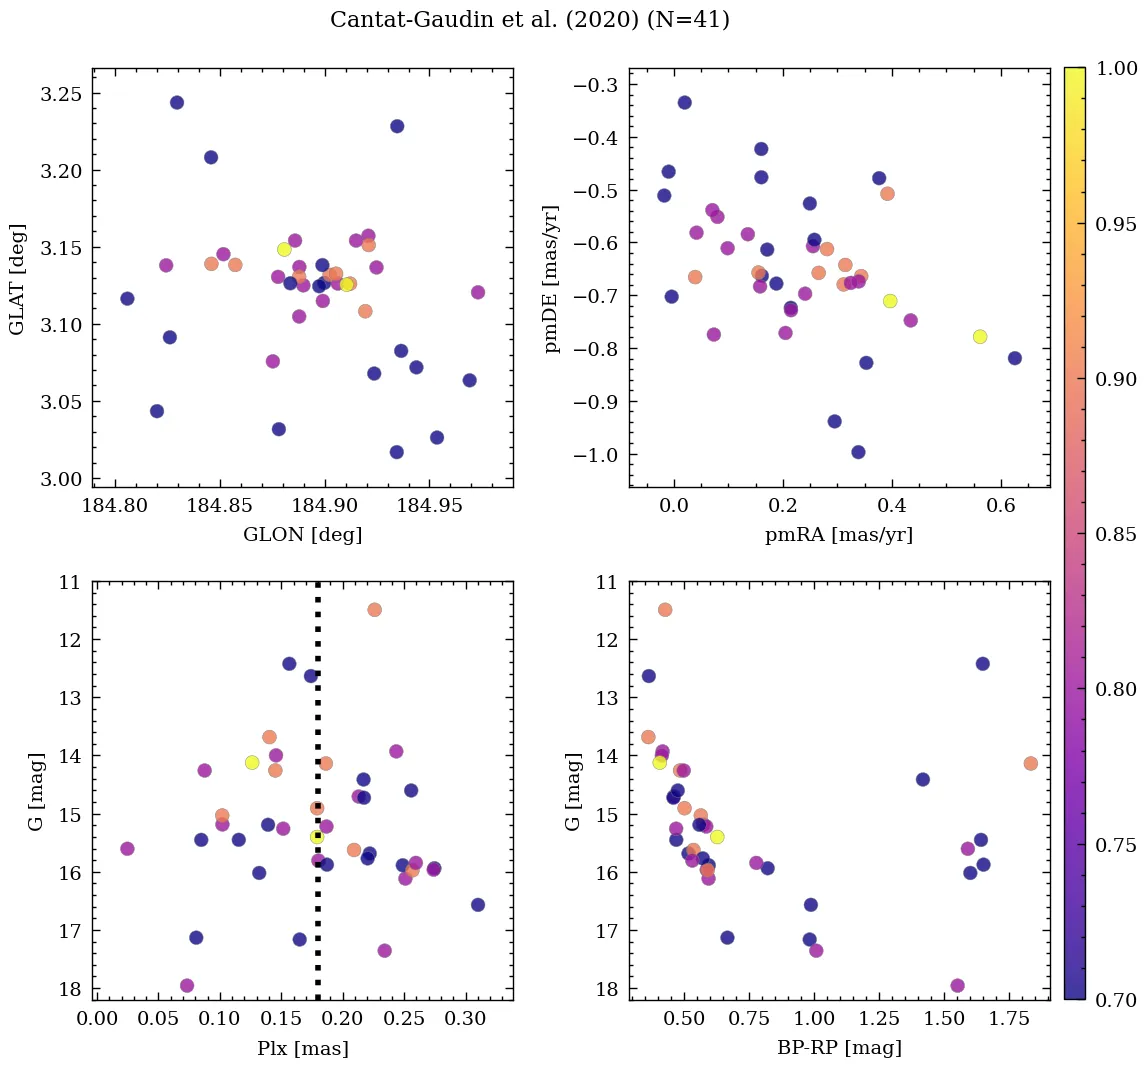 Cantat-Gaudin et al. (2020) (N=41)
3.25
3.20
3.15
3.10
3.05
3.00
GLAT [deg]
184.80 184.85 184.90 184.95
GLON [deg]
−0.3
−0.4
−0.5
−0.6
−0.7
−0.8
−0.9
−1.0
pmDE [mas/yr]
0.0 0.2 0.4 0.6
pmRA [mas/yr]
1.00
0.95
0.90
0.85
0.80
0.75
0.70
11
12
13
14
15
16
17
18
G [mag]
0.00 0.05 0.10 0.15 0.20 0.25 0.30
Plx [mas]
11
12
13
14
15
16
17
18
G [mag]
0.50 0.75 1.00 1.25 1.50 1.75
BP-RP [mag]